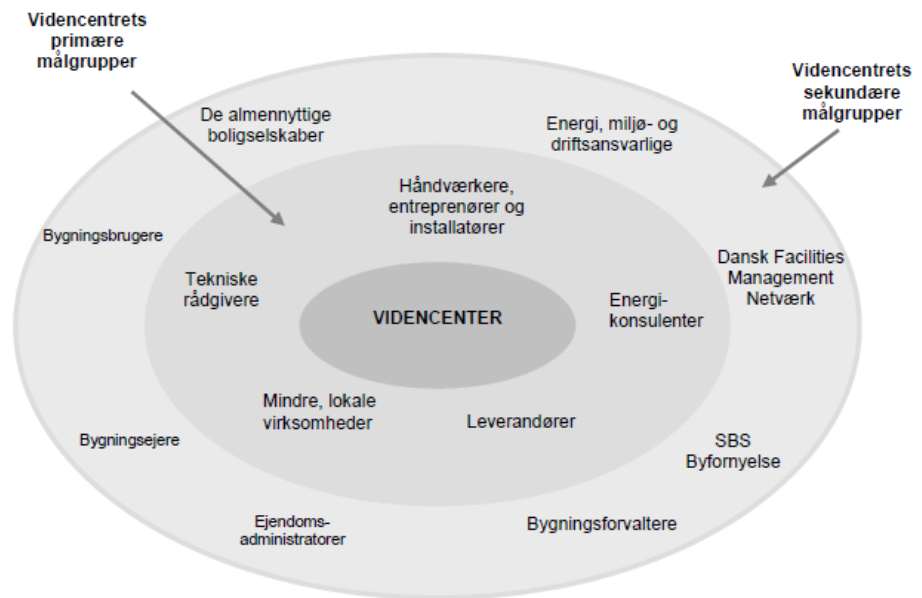 Videncentrets
primære
målgrupper
Videncentrets
sekundære
målgrupper
De almennyttige
boligselskaber
Energi, miljø- og
driftsansvarlige
Håndværkere,
entreprenører og
installatører
Bygningsbrugere
Tekniske
rådgivere
Dansk Facilities
Management
Netværk
Energi-
konsulenter
VIDENCENTER
Mindre, lokale
virksomheder
Leverandører
Bygningsejere
SBS
Byfornyelse
Ejendoms-
administratorer
Bygningsforvaltere